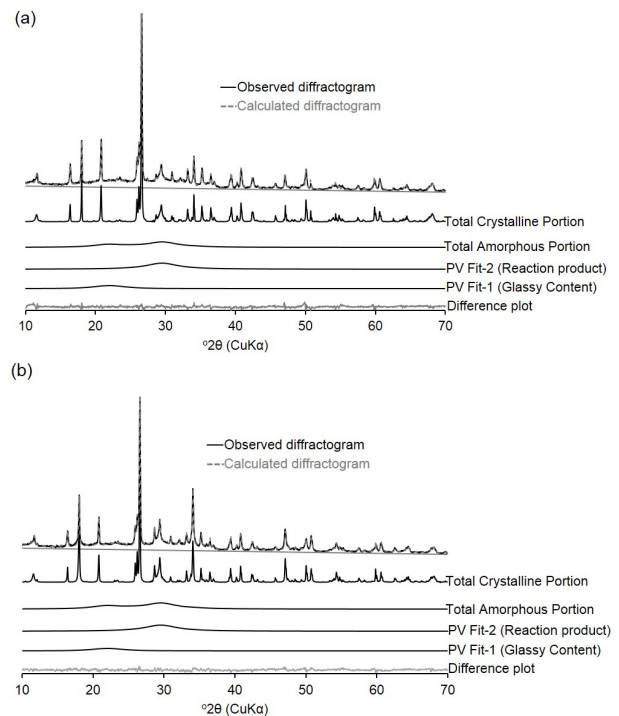 (a)
Observed diffractogram
Calculated diffractogram
Total Crystalline Portion
Total Amorphous Portion
PV Fit-2 (Reaction product)
PV Fit-1 (Glassy Content)
Difference plot
10 20 30 40 50 60 70
º2θ (CuKα)
(b)
Observed diffractogram
Calculated diffractogram
Total Crystalline Portion
Total Amorphous Portion
PV Fit-2 (Reaction product)
PV Fit-1 (Glassy Content)
Difference plot
10 20 30 40 50 60 70
º2θ (CuKα)